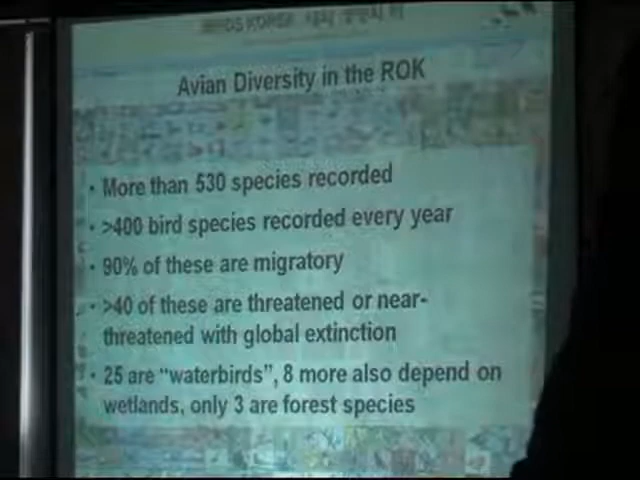 BIRDS KOREA
Avian Diversity in the ROK
• More than 530 species recorded
• >400 bird species recorded every year
• 90% of these are migratory
• >40 of these are threatened or near-
threatened with global extinction
• 25 are “waterbirds”, 8 more also depend on
wetlands, only 3 are forest species